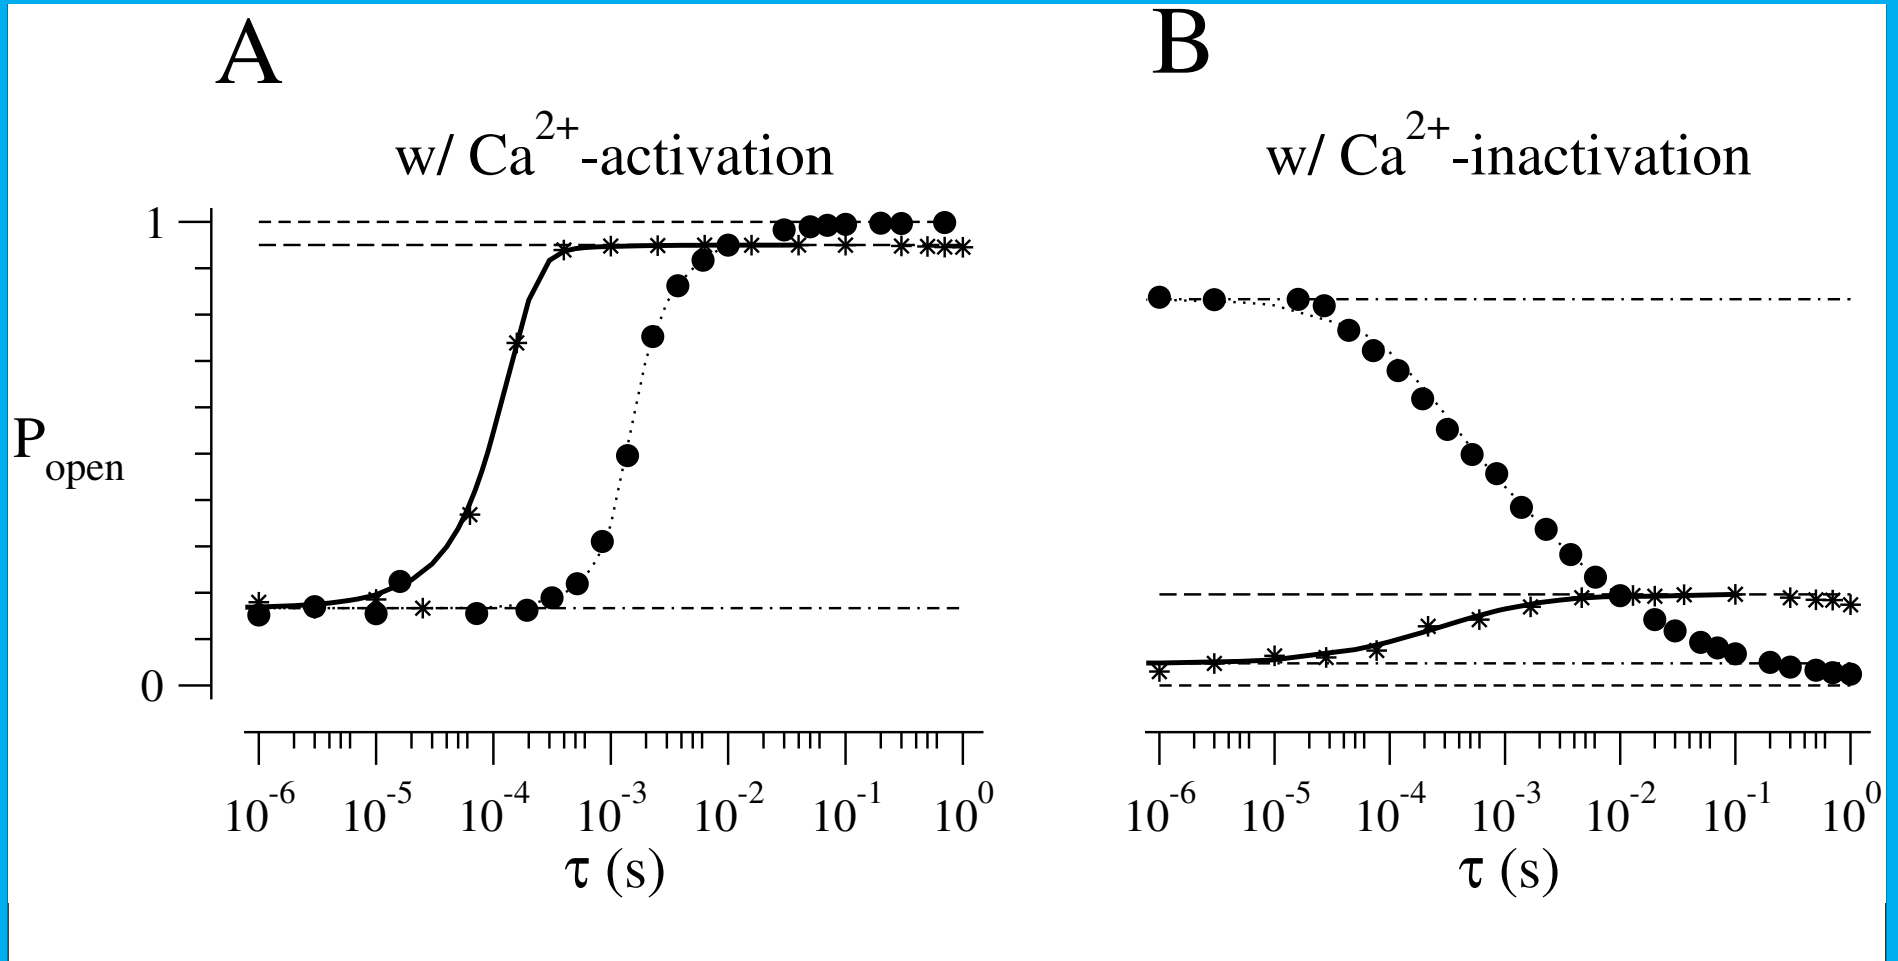 A
B
w/ Ca2+-activation
w/ Ca2+-inactivation
1
Popen
0
10-6 10-5 10-4 10-3 10-2 10-1 100
10-6 10-5 10-4 10-3 10-2 10-1 100
τ (s)
τ (s)